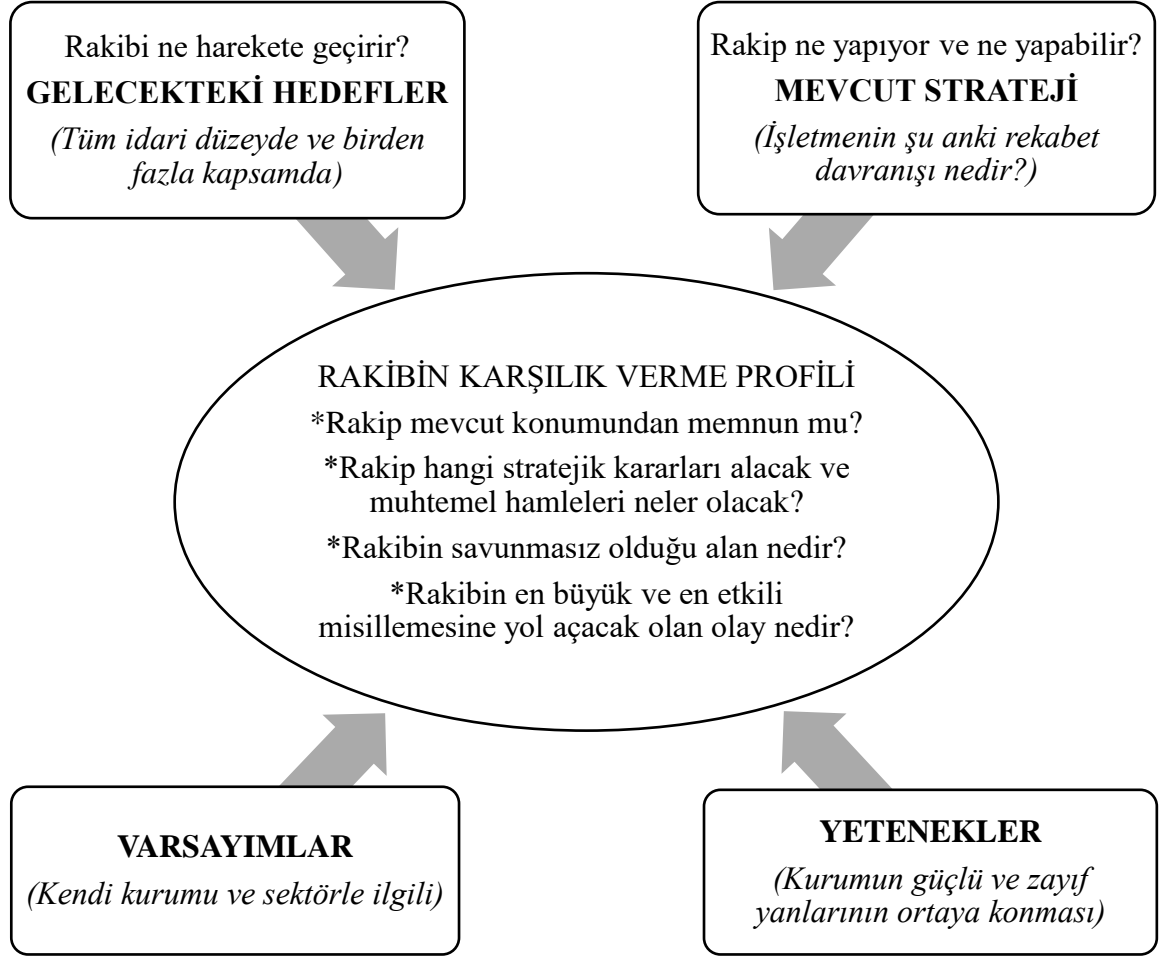 Rakibi ne harekete geçirir?
GELECEKTEKİ HEDEFLER
(Tüm idari düzeyde ve birden
fazla kapsamda)
Rakip ne yapıyor ve ne yapabilir?
MEVCUT STRATEJİ
(İşletmenin şu anki rekabet
davranışı nedir?)
RAKİBİN KARŞILIK VERME PROFİLİ
*Rakip mevcut konumundan memnun mu?
*Rakip hangi stratejik kararları alacak ve
muhtemel hamleleri neler olacak?
*Rakibin savunmasız olduğu alan nedir?
*Rakibin en büyük ve en etkili
misillemesine yol açacak olan olay nedir?
VARSAYIMLAR
(Kendi kurumu ve sektörle ilgili)
YETENEKLER
(Kurumun güçlü ve zayıf
yanlarının ortaya konması)